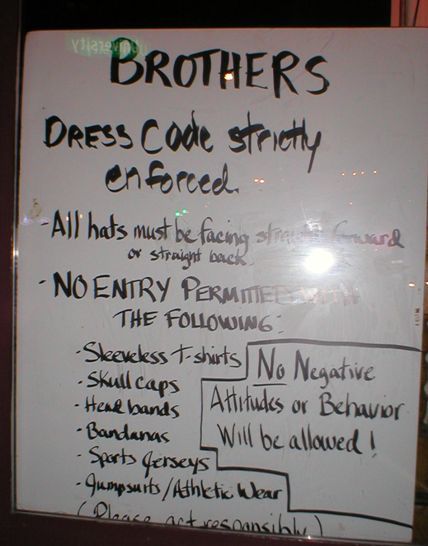 University
BROTHERS
DRESS Code strictly
enforced.
- All hats must be facing straight forward
or straight back.
- NO ENTRY PERMITTED WITH
THE FOLLOWING:
- Sleeveless T-shirts
- Skull caps
- Head bands
- Bandanas
- Sports Jerseys
- Jumpsuits/Athletic Wear
No Negative
Attitudes or Behavior
Will be allowed!
(Please act responsibly)